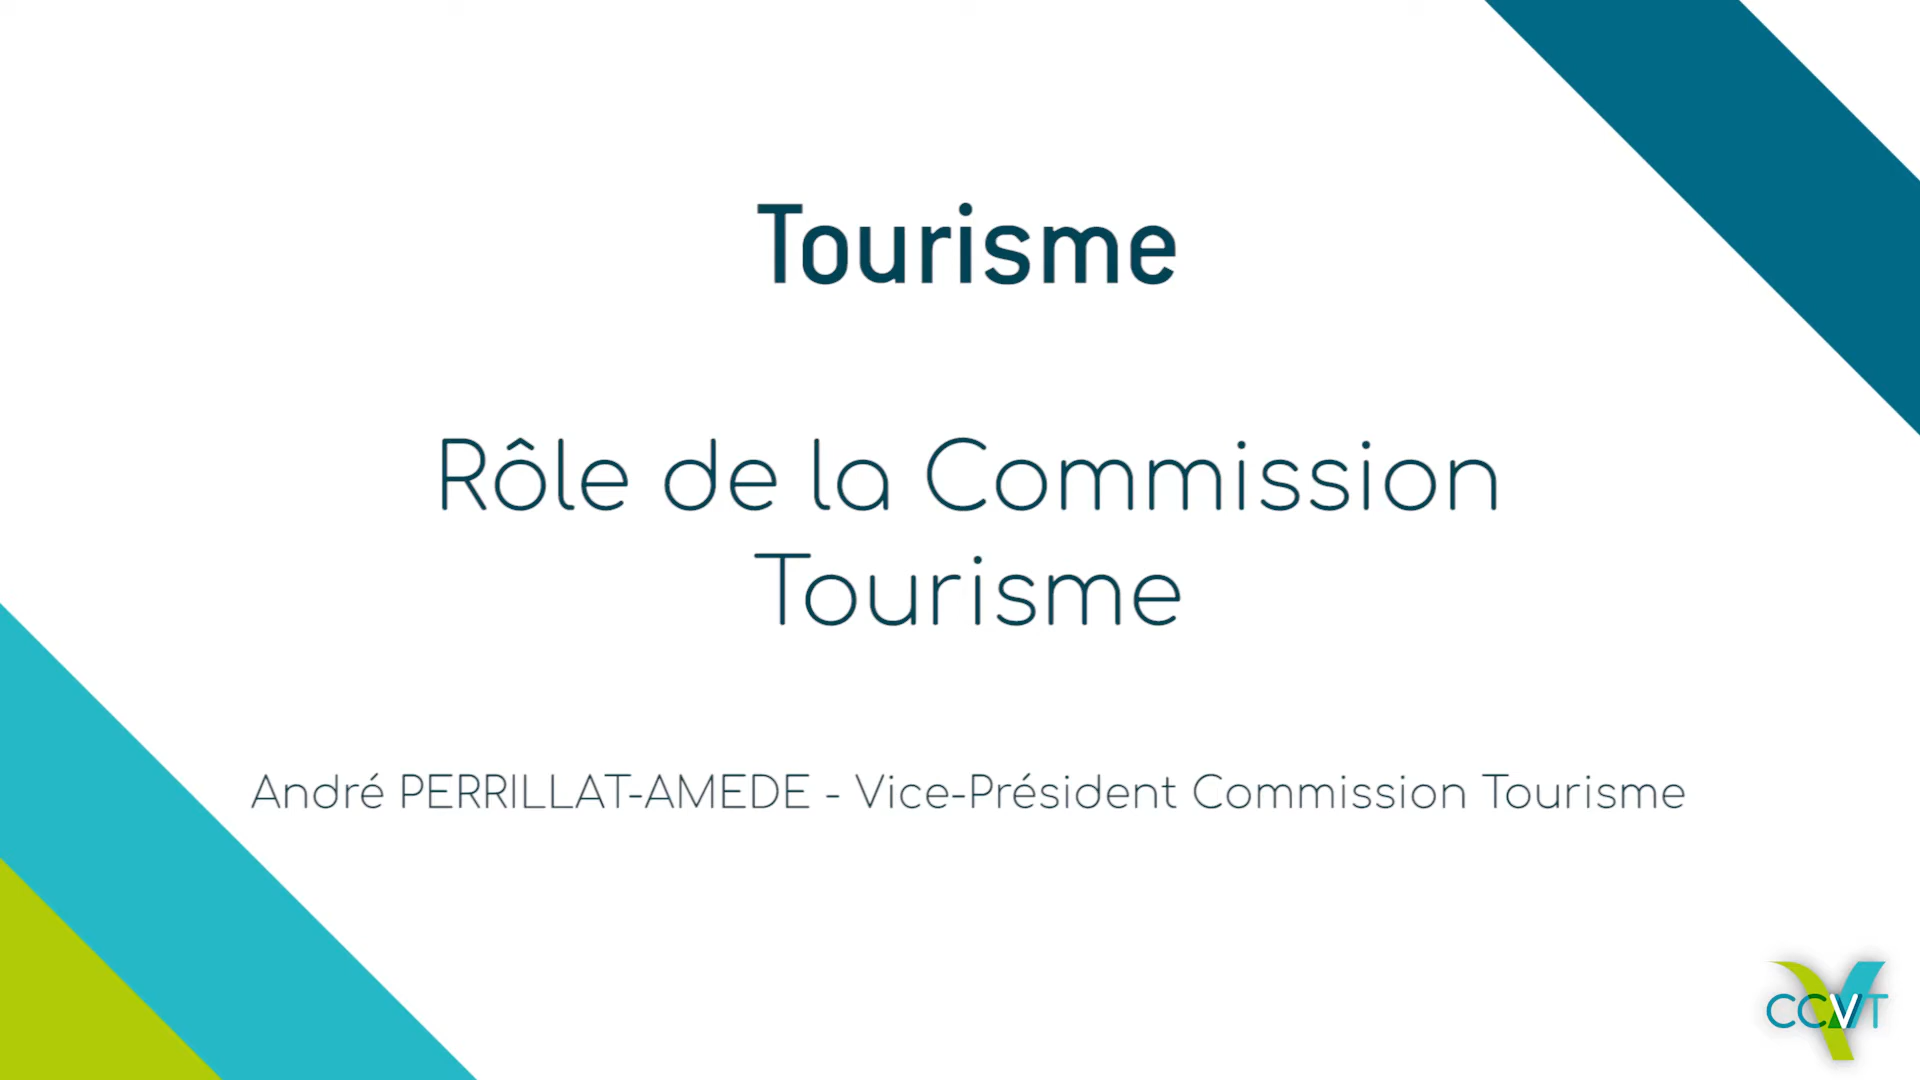 Tourisme
Rôle de la Commission
Tourisme
André PERRILLAT-AMEDE - Vice-Président Commission Tourisme
CCVT